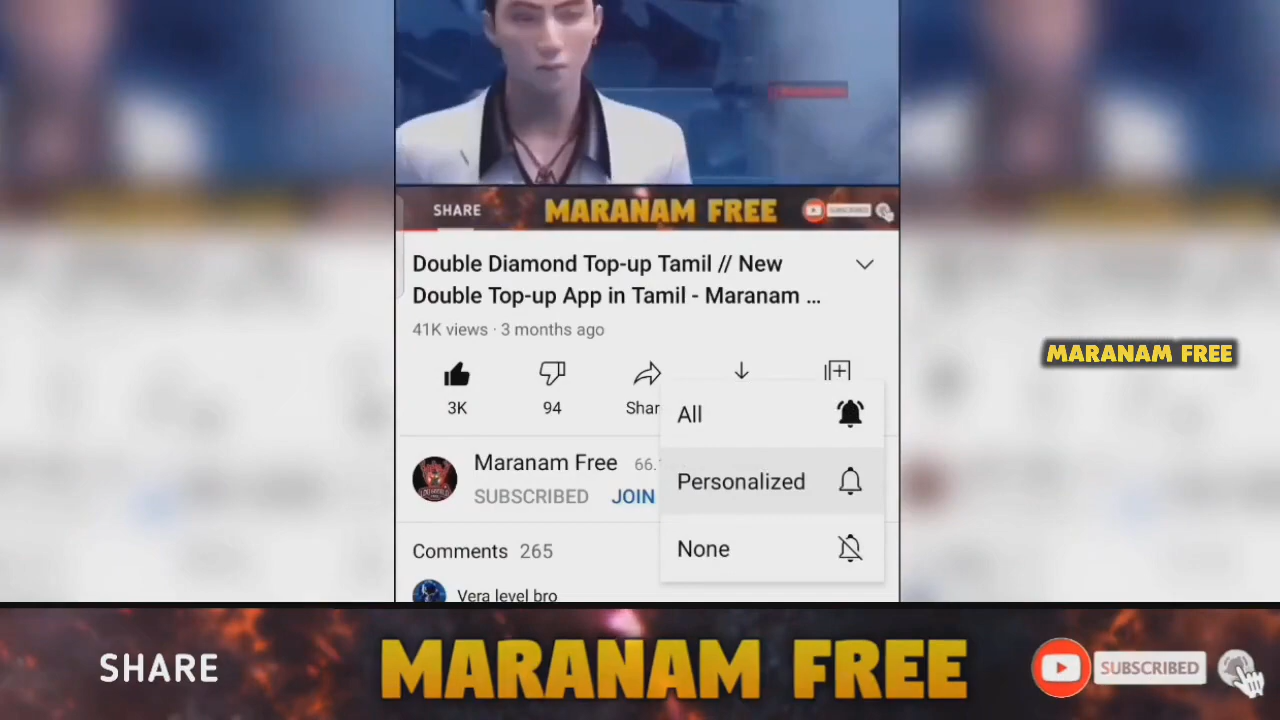 SHARE
MARANAM FREE
SUBSCRIBED
Double Diamond Top-up Tamil // New
Double Top-up App in Tamil - Maranam ...
41K views · 3 months ago
MARANAM FREE
3K
94
Shar
All
Maranam Free 66.
SUBSCRIBED JOIN
Personalized
Comments 265
None
Vera level bro
SHARE
MARANAM FREE
SUBSCRIBED